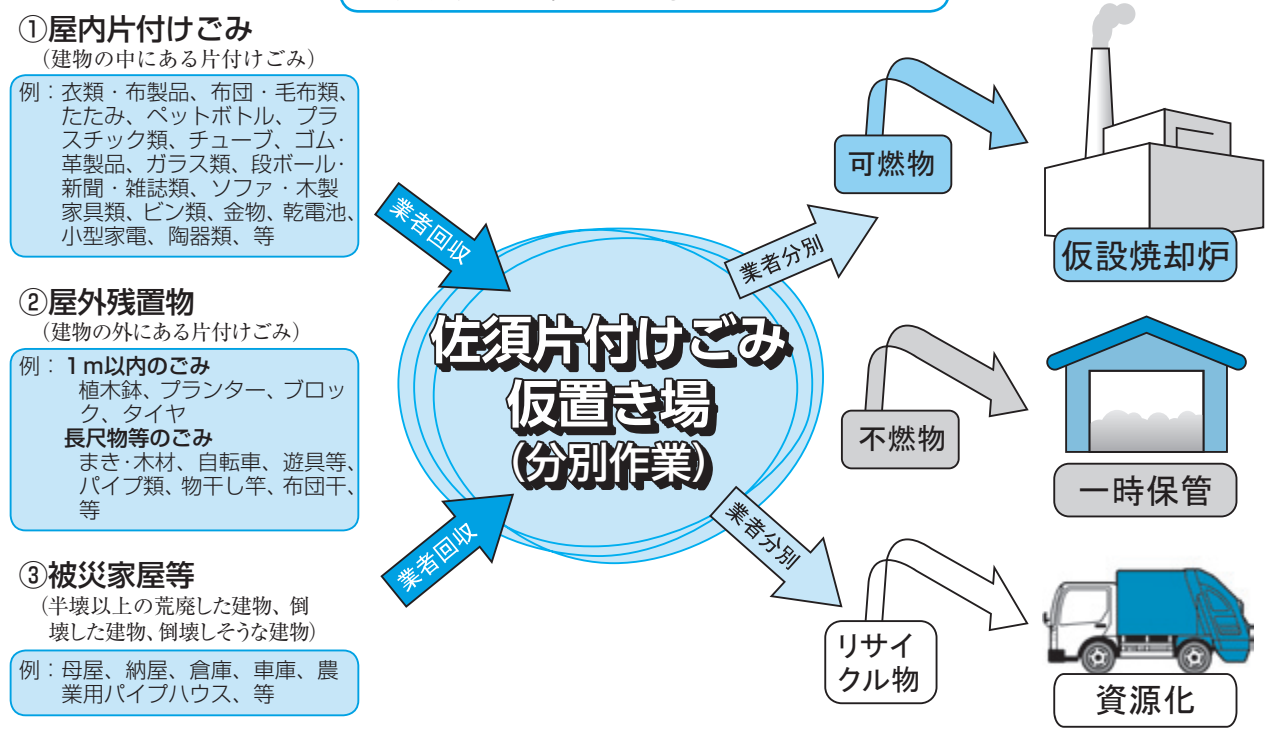 ①屋内片付けごみ
（建物の中にある片付けごみ）
例：衣類・布製品、布団・毛布類、
たたみ、ペットボトル、プラ
スチック類、チューブ、ゴム・
革製品、ガラス類、段ボール・
新聞・雑誌類、ソファ・木製
家具類、ビン類、金物、乾電池、
小型家電、陶器類、等
②屋外残置物
（建物の外にある片付けごみ）
例：1m以内のごみ
植木鉢、プランター、ブロッ
ク、タイヤ
長尺物等のごみ
まき・木材、自転車、遊具等、
パイプ類、物干し竿、布団干、
等
③被災家屋等
（半壊以上の荒廃した建物、倒
壊した建物、倒壊しそうな建物）
例：母屋、納屋、倉庫、車庫、農
業用パイプハウス、等
業者回収
業者回収
佐須片付けごみ
仮置き場
（分別作業）
業者分別
業者分別
可燃物
仮設焼却炉
不燃物
一時保管
リサイ
クル物
資源化